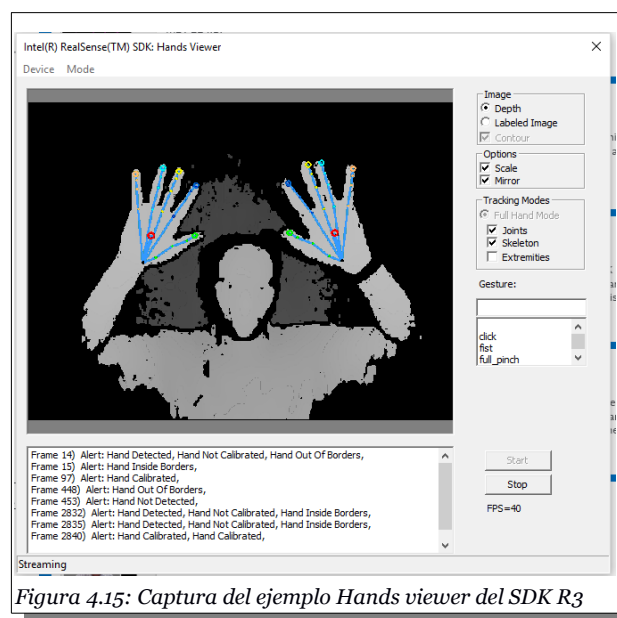 Intel(R) RealSense(TM) SDK: Hands Viewer
Device Mode
Image
Depth
Labeled Image
Contour
Options
Scale
Mirror
Tracking Modes
Full Hand Mode
Joints
Skeleton
Extremities
Gesture:
click
fist
full_pinch
Frame 14) Alert: Hand Detected, Hand Not Calibrated, Hand Out Of Borders,
Frame 15) Alert: Hand Inside Borders,
Frame 97) Alert: Hand Calibrated,
Frame 448) Alert: Hand Out Of Borders,
Frame 453) Alert: Hand Not Detected,
Frame 2832) Alert: Hand Detected, Hand Not Calibrated, Hand Inside Borders,
Frame 2835) Alert: Hand Detected, Hand Not Calibrated, Hand Inside Borders,
Frame 2840) Alert: Hand Calibrated, Hand Calibrated,
Start
Stop
FPS=40
Streaming
Figura 4.15: Captura del ejemplo Hands viewer del SDK R3